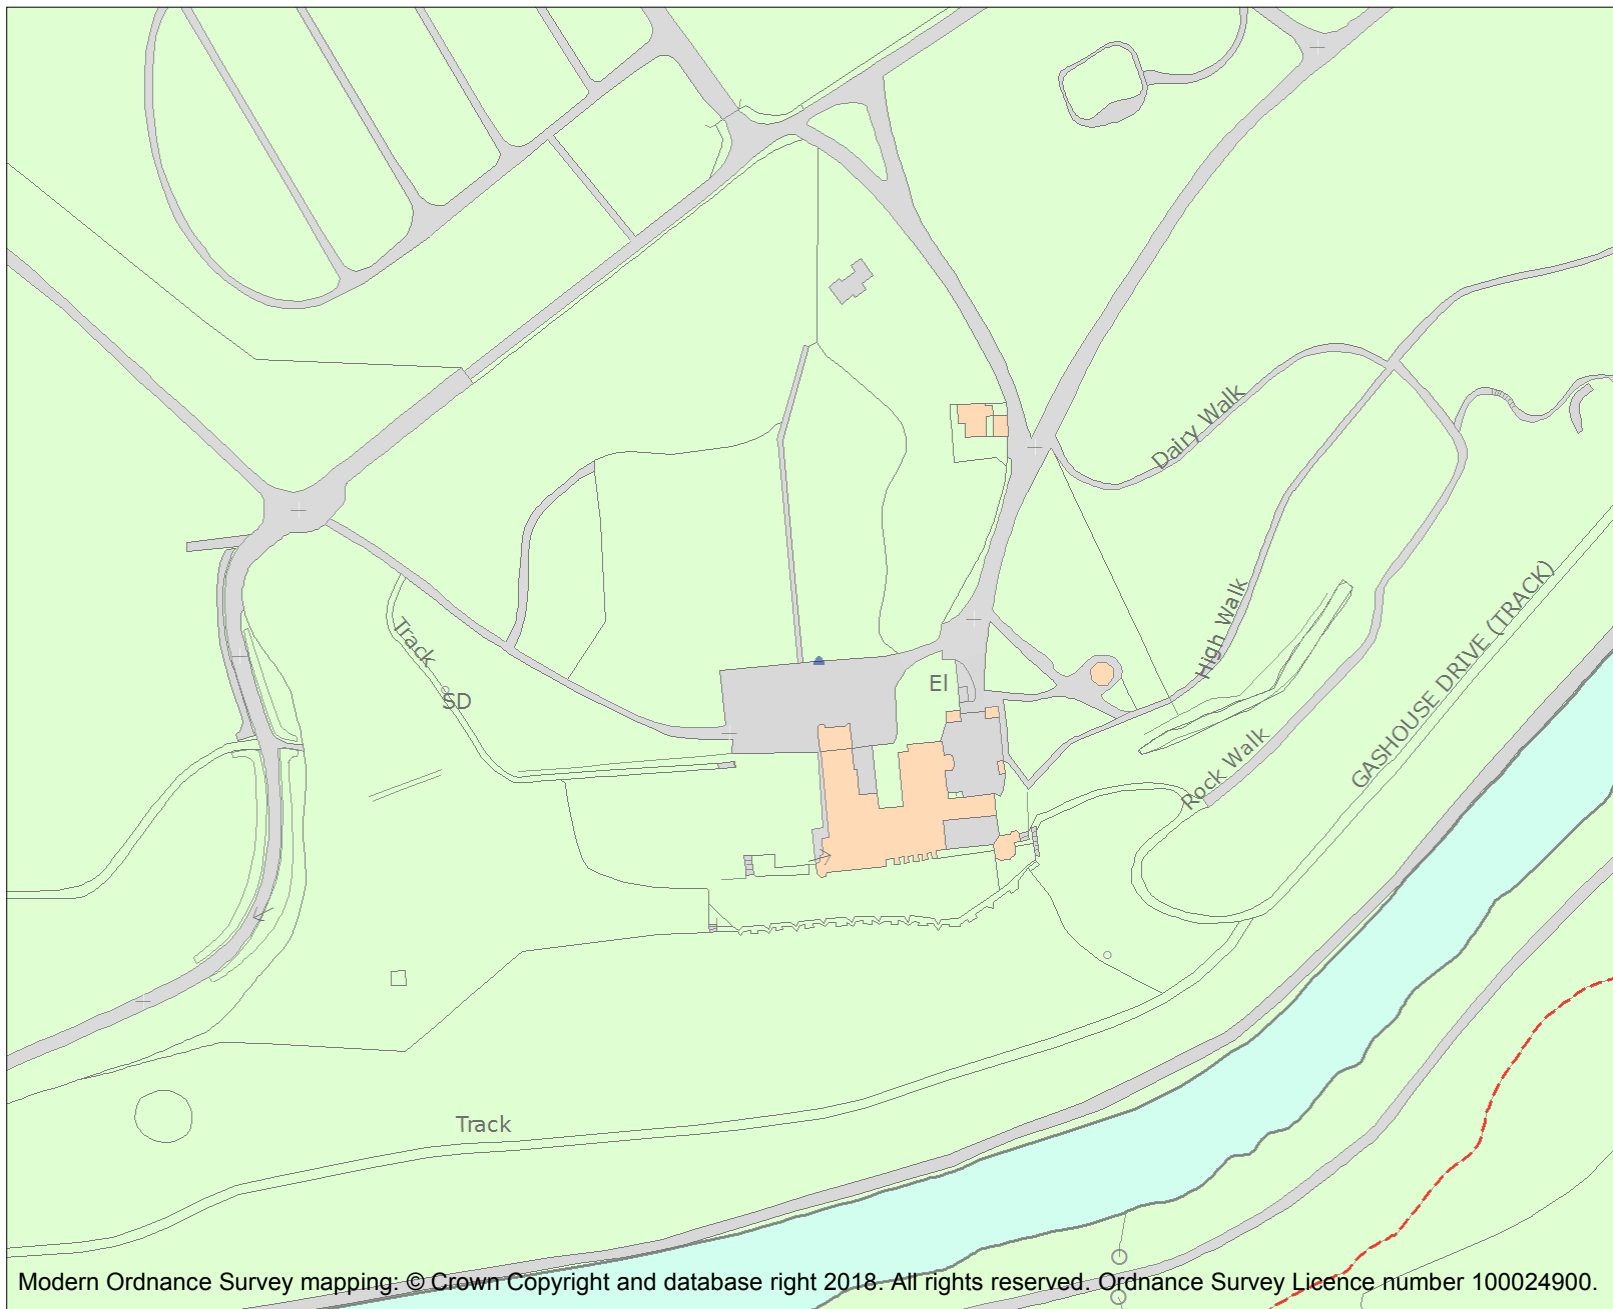 Dairy Walk
High Walk
GASHOUSE DRIVE (TRACK)
Track
El
SD
Rock Walk
Track
Modern Ordnance Survey mapping: © Crown Copyright and database right 2018. All rights reserved. Ordnance Survey Licence number 100024900.